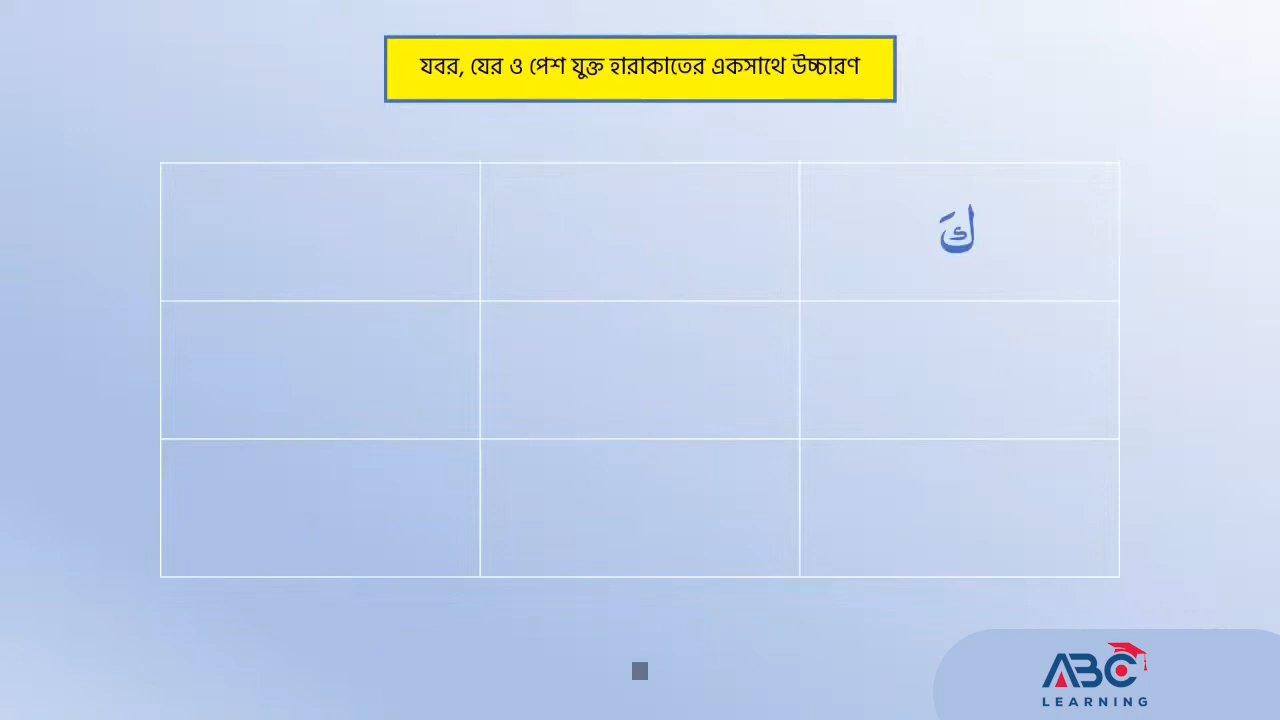 যবর, যের ও পেশ যুক্ত হারাকাতের একসাথে উচ্চারণ
كَ
ABC
LEARNING